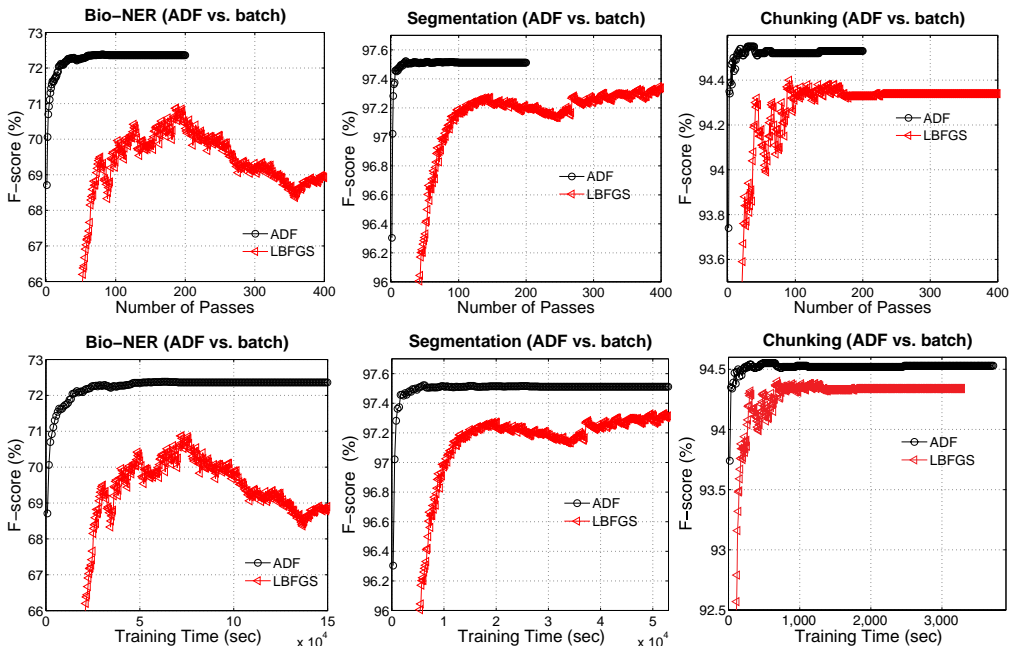 Bio−NER (ADF vs. batch)
73
72
71
70
69
68
67
66
0
100
200
300
400
F−score (%)
Number of Passes
ADF
LBFGS
Segmentation (ADF vs. batch)
97.6
97.4
97.2
97
96.8
96.6
96.4
96.2
96
0
100
200
300
400
F−score (%)
Number of Passes
ADF
LBFGS
Chunking (ADF vs. batch)
94.4
94.2
94
93.8
93.6
0
100
200
300
400
F−score (%)
Number of Passes
ADF
LBFGS
Bio−NER (ADF vs. batch)
73
72
71
70
69
68
67
66
0
5
10
15
x 10⁴
F−score (%)
Training Time (sec)
ADF
LBFGS
Segmentation (ADF vs. batch)
97.6
97.4
97.2
97
96.8
96.6
96.4
96.2
96
0
1
2
3
4
5
x 10⁴
F−score (%)
Training Time (sec)
ADF
LBFGS
Chunking (ADF vs. batch)
94.5
94
93.5
93
92.5
0
1,000
2,000
3,000
F−score (%)
Training Time (sec)
ADF
LBFGS